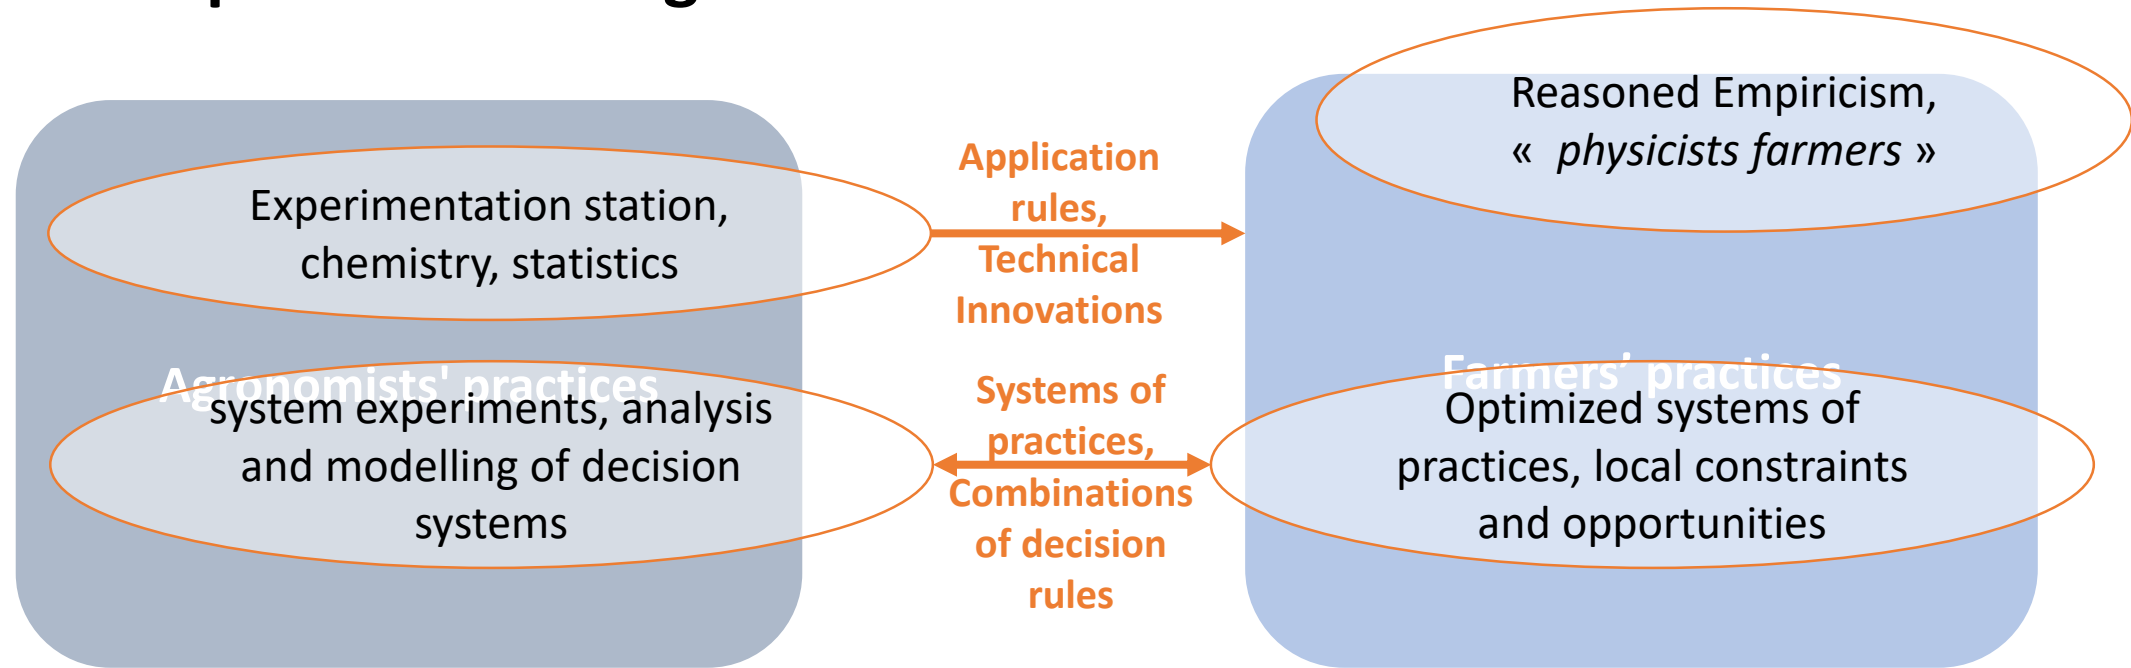 Experimentation station,
chemistry, statistics
Agronomists' practices
system experiments, analysis
and modelling of decision
systems
Application
rules,
Technical
Innovations
Systems of
practices,
Combinations
of decision
rules
Reasoned Empiricism,
«  physicists farmers »
Farmers’ practices
Optimized systems of
practices, local constraints
and opportunities